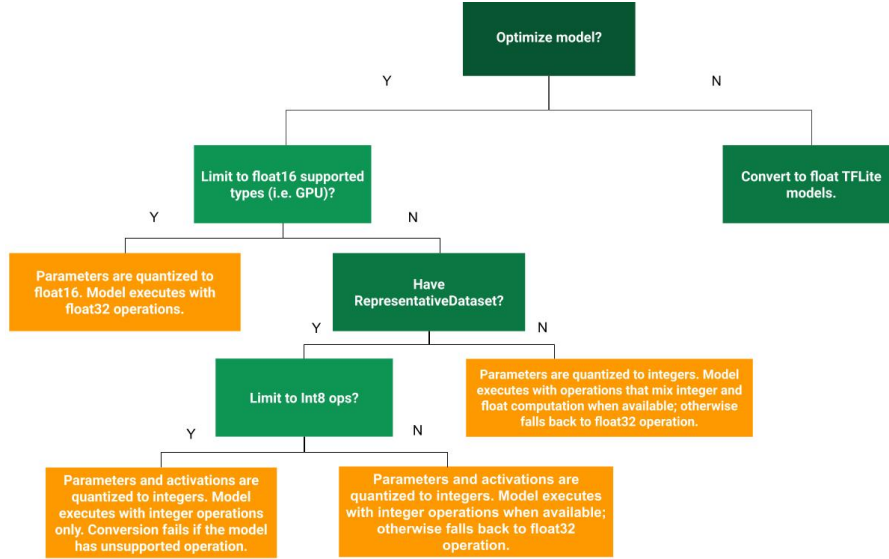 Optimize model?
Y
N
Limit to float16 supported
types (i.e. GPU)?
Convert to float TFLite
models.
Y
N
Parameters are quantized to
float16. Model executes with
float32 operations.
Have
RepresentativeDataset?
Y
N
Limit to Int8 ops?
Parameters are quantized to integers. Model
executes with operations that mix integer and
float computation when available; otherwise
falls back to float32 operation.
Y
N
Parameters and activations are
quantized to integers. Model
executes with integer operations
only. Conversion fails if the model
has unsupported operation.
Parameters and activations are
quantized to integers. Model executes
with integer operations when available;
otherwise falls back to float32
operation.